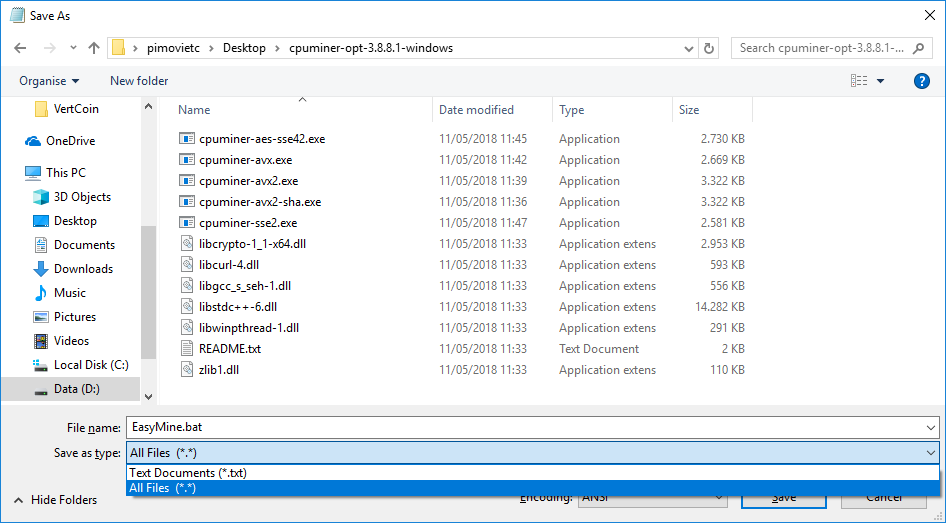 Save As
pimovietc > Desktop > cpuminer-opt-3.8.8.1-windows
Search cpuminer-opt-3.8.8.1-...
Organise New folder
?
Name Date modified Type Size
VertCoin
OneDrive
This PC
3D Objects
Desktop
Documents
Downloads
Music
Pictures
Videos
Local Disk (C:)
Data (D:)
cpuminer-aes-sse42.exe 11/05/2018 11:45 Application 2.730 KB
cpuminer-avx.exe 11/05/2018 11:42 Application 2.669 KB
cpuminer-avx2.exe 11/05/2018 11:39 Application 3.322 KB
cpuminer-avx2-sha.exe 11/05/2018 11:36 Application 3.322 KB
cpuminer-sse2.exe 11/05/2018 11:47 Application 2.581 KB
libcrypto-1_1-x64.dll 11/05/2018 11:33 Application extens 2.953 KB
libcurl-4.dll 11/05/2018 11:33 Application extens 593 KB
libgcc_s_seh-1.dll 11/05/2018 11:33 Application extens 556 KB
libstdc++-6.dll 11/05/2018 11:33 Application extens 14.282 KB
libwinpthread-1.dll 11/05/2018 11:33 Application extens 291 KB
README.txt 11/05/2018 11:33 Text Document 2 KB
zlib1.dll 11/05/2018 11:33 Application extens 110 KB
File name: EasyMine.bat
Save as type: All Files (*.*)
Text Documents (*.txt)
All Files (*.*)
Hide Folders Encoding: ANSI Save Cancel